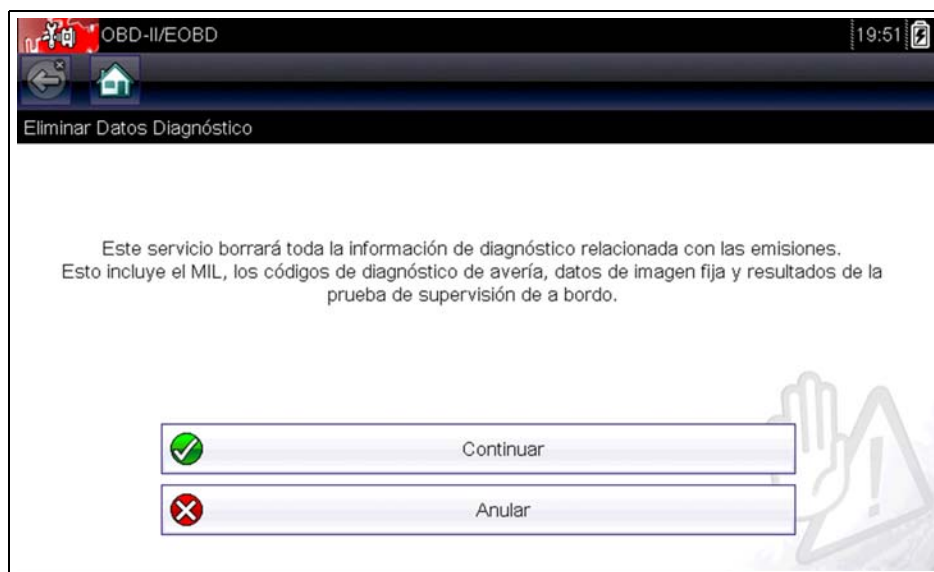 OBD-II/EOBD
19:51
Eliminar Datos Diagnóstico
Este servicio borrará toda la información de diagnóstico relacionada con las emisiones.
Esto incluye el MIL, los códigos de diagnóstico de avería, datos de imagen fija y resultados de la
prueba de supervisión de a bordo.
Continuar
Anular